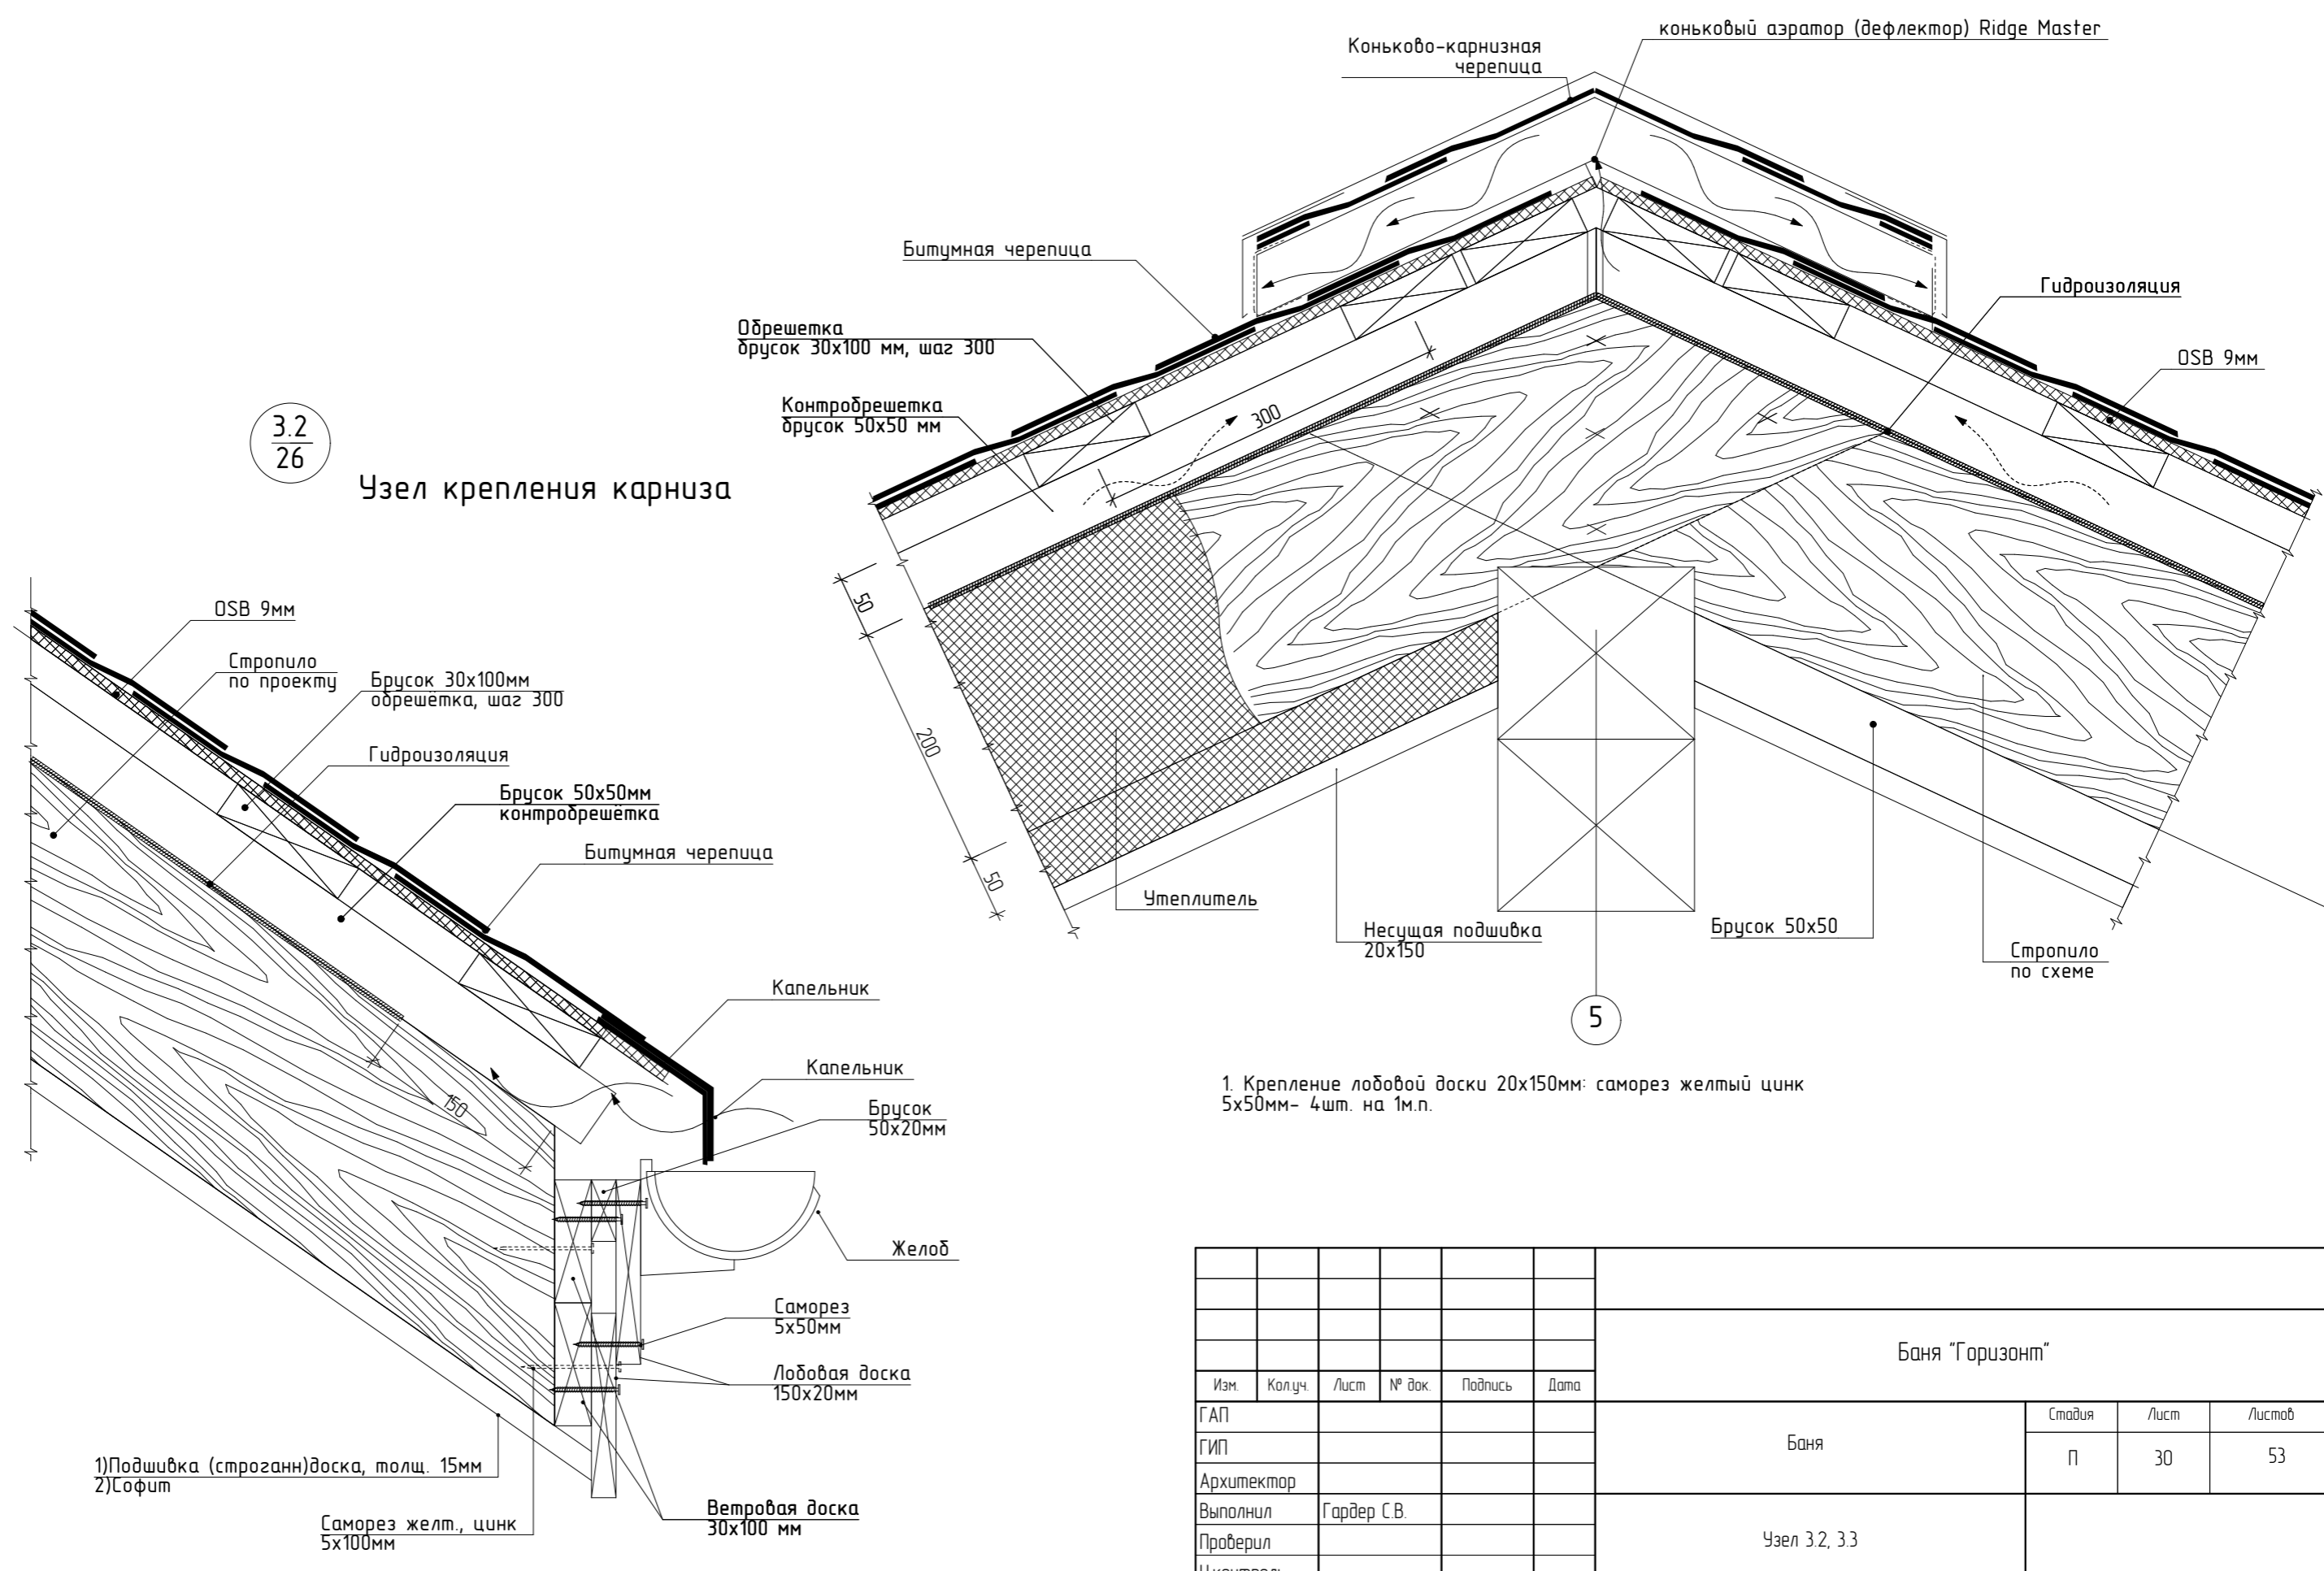 коньковый аэратор (дефлектор) Ridge Master
Коньково-карнизная
черепица
Битумная черепица
Гидроизоляция
Обрешетка
брусок 30х100 мм, шаг 300
OSB 9мм
Контробрешетка
брусок 50х50 мм
300
3.2
26
Узел крепления карниза
50
200
50
Утеплитель
Несущая подшивка
20х150
Брусок 50х50
Стропило
по схеме
5
OSB 9мм
Стропило
по проекту
Брусок 30х100мм
обрешётка, шаг 300
Гидроизоляция
Брусок 50х50мм
контробрешётка
Битумная черепица
Капельник
Капельник
Брусок
50х20мм
150
Желоб
Саморез
5х50мм
Лобовая доска
150х20мм
1)Подшивка (строганн)доска, толщ. 15мм
2)Софит
Саморез желт., цинк
5х100мм
Ветровая доска
30х100 мм
1. Крепление лобовой доски 20х150мм: саморез желтый цинк
5х50мм- 4шт. на 1м.п.
Баня "Горизонт"
Изм. Кол.уч. Лист № док. Подпись Дата
ГАП
ГИП
Архитектор
Выполнил Гардер С.В.
Проверил
Баня
Стадия Лист Листов
П 30 53
Узел 3.2, 3.3